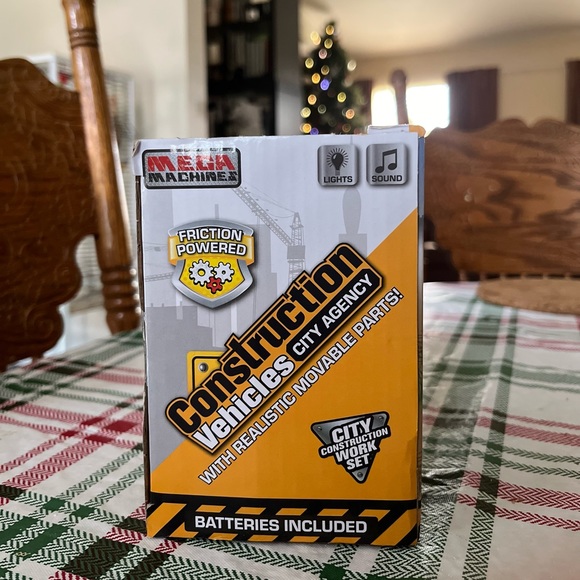 MEGA
MACHINES
LIGHTS
SOUND
FRICTION
POWERED
Construction
Vehicles CITY AGENCY
WITH REALISTIC MOVABLE PARTS!
CITY
CONSTRUCTION
WORK
SET
BATTERIES INCLUDED